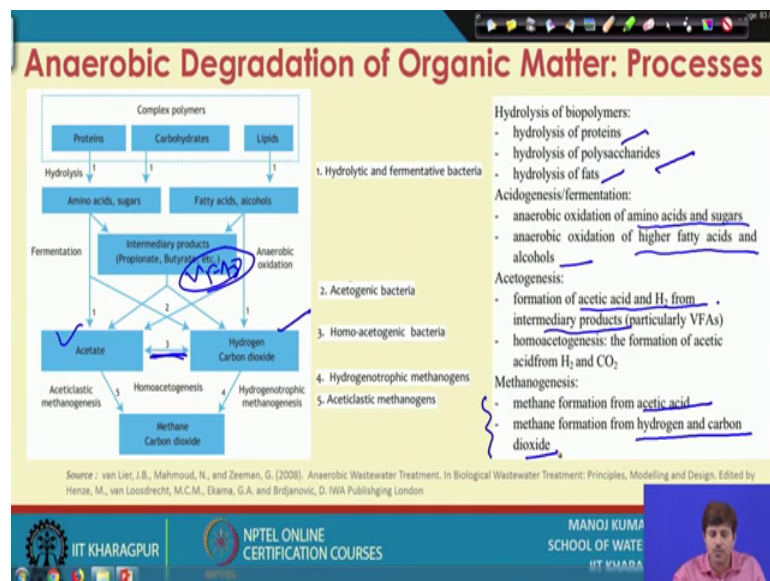 Anaerobic Degradation of Organic Matter: Processes
Complex polymers
Proteins
Carbohydrates
Lipids
Hydrolysis
1
1
1
Amino acids, sugars
Fatty acids, alcohols
Fermentation
Intermediary products
(Propionate, Butyrate, etc.)
VFAs
Anaerobic
oxidation
1
2
1
Acetate
3
Hydrogen
Carbon dioxide
Aceticlastic
methanogenesis
5
Homoacetogenesis
4
Hydrogenotrophic
methanogenesis
Methane
Carbon dioxide
1. Hydrolytic and fermentative bacteria
2. Acetogenic bacteria
3. Homo-acetogenic bacteria
4. Hydrogenotrophic methanogens
5. Aceticlastic methanogens
Hydrolysis of biopolymers:
- hydrolysis of proteins
- hydrolysis of polysaccharides
- hydrolysis of fats
Acidogenesis/fermentation:
- anaerobic oxidation of amino acids and sugars
- anaerobic oxidation of higher fatty acids and
alcohols
Acetogenesis:
- formation of acetic acid and H2 from
intermediary products (particularly VFAs)
- homoacetogenesis: the formation of acetic
acidfrom H2 and CO2
Methanogenesis:
- methane formation from acetic acid
- methane formation from hydrogen and carbon
dioxide
Source : van Lier, J.B., Mahmoud, N., and Zeeman, G. (2008). Anaerobic Wastewater Treatment. In Biological Wastewater Treatment: Principles, Modelling and Design. Edited by
Henze, M., van Loosdrecht, M.C.M., Ekama, G.A. and Brdjanovic, D. IWA Publishging London
IIT KHARAGPUR
NPTEL ONLINE
CERTIFICATION COURSES
MANOJ KUMA
SCHOOL OF WATE
IIT KHARA